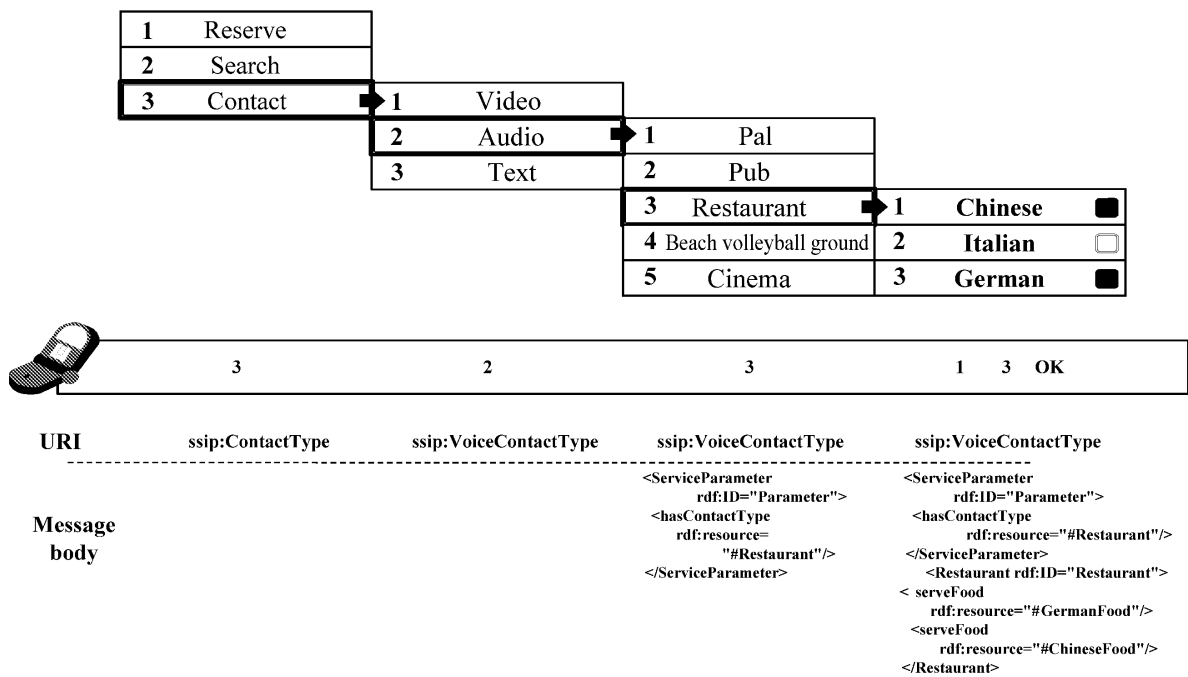 1 Reserve
2 Search
3 Contact
1 Video
2 Audio
3 Text
1 Pal
2 Pub
3 Restaurant
4 Beach volleyball ground
5 Cinema
1 Chinese
2 Italian
3 German
3 2 3 1 3 OK
URI ssip:ContactType ssip:VoiceContactType ssip:VoiceContactType ssip:VoiceContactType
Message
body
<ServiceParameter
rdf:ID="Parameter">
<hasContactType
rdf:resource=
"#Restaurant"/>
</ServiceParameter>
<ServiceParameter
rdf:ID="Parameter">
<hasContactType
rdf:resource="#Restaurant"/>
</ServiceParameter>
<Restaurant rdf:ID="Restaurant">
< serveFood
rdf:resource="#GermanFood"/>
<serveFood
rdf:resource="#ChineseFood"/>
</Restaurant>